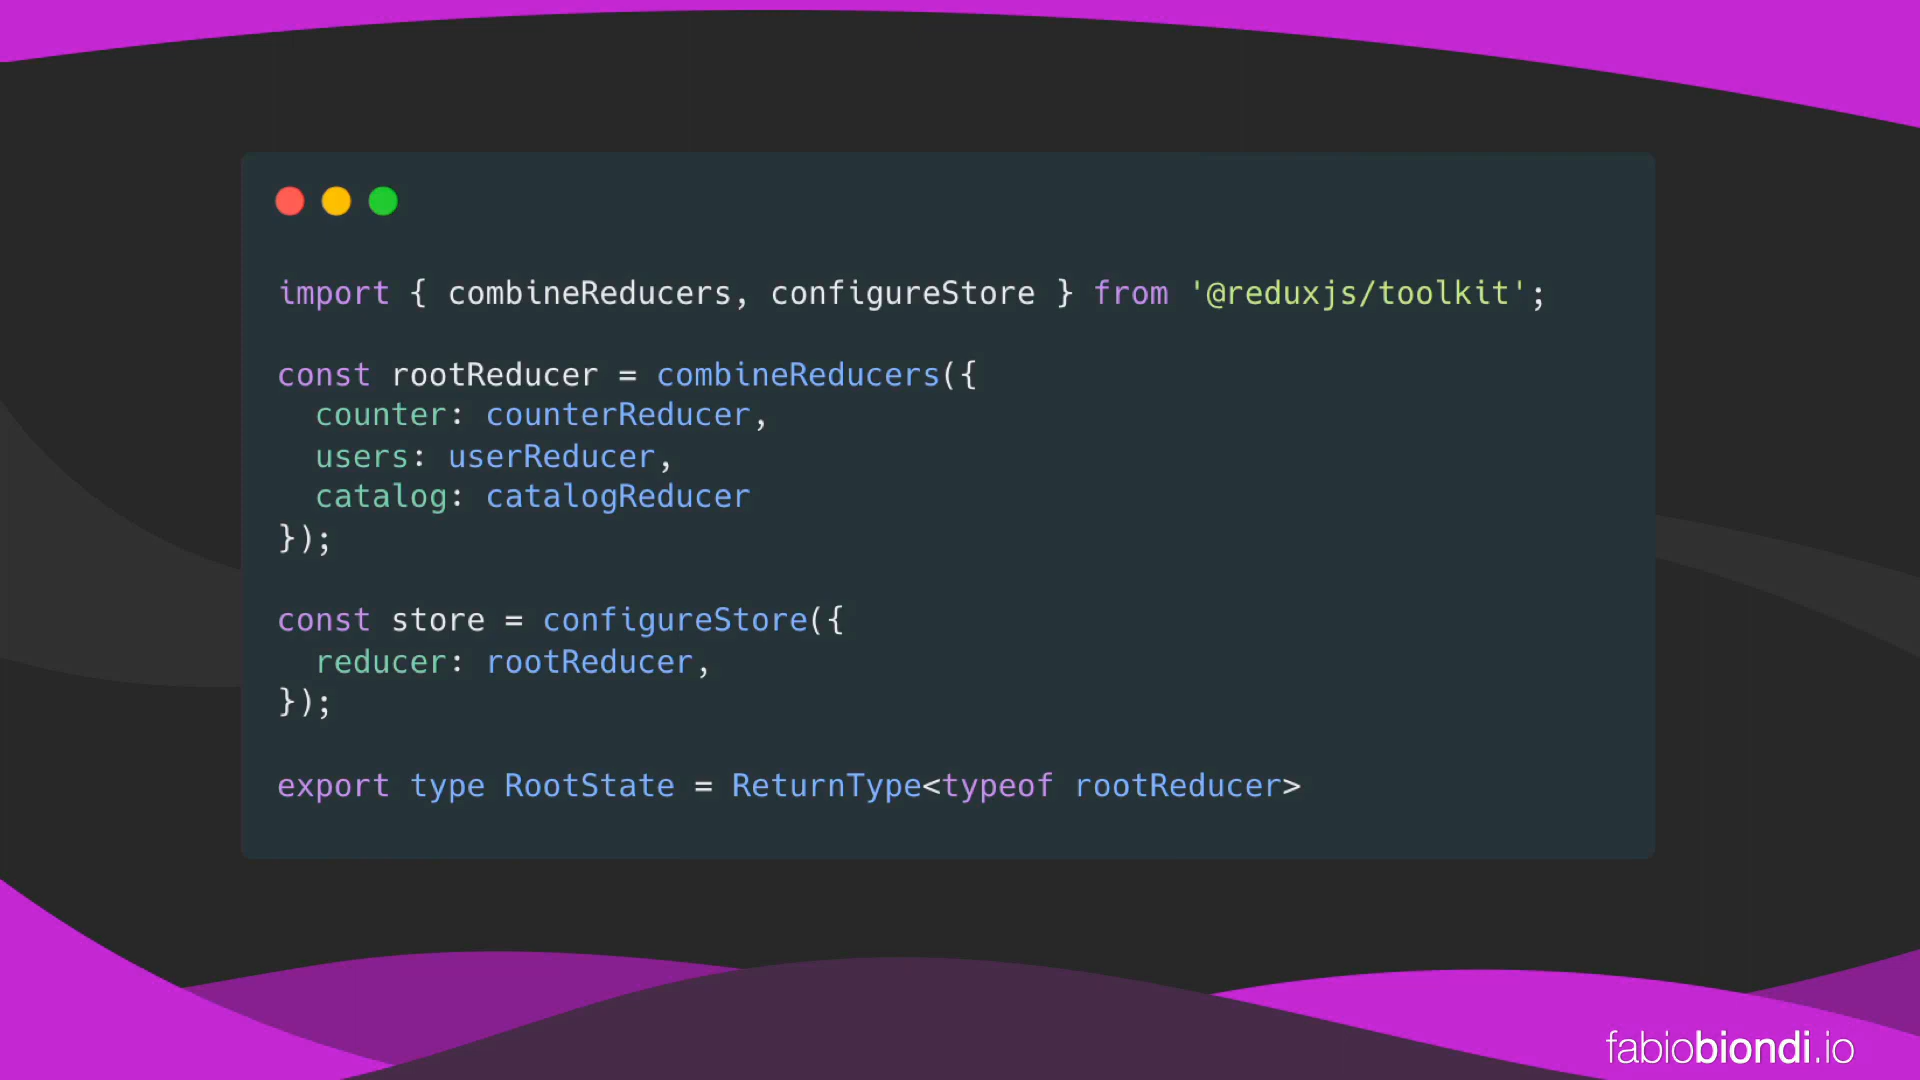 import { combineReducers, configureStore } from '@reduxjs/toolkit';
const rootReducer = combineReducers({
  counter: counterReducer,
  users: userReducer,
  catalog: catalogReducer
});
const store = configureStore({
  reducer: rootReducer,
});
export type RootState = ReturnType<typeof rootReducer>
fabiobiondi.io